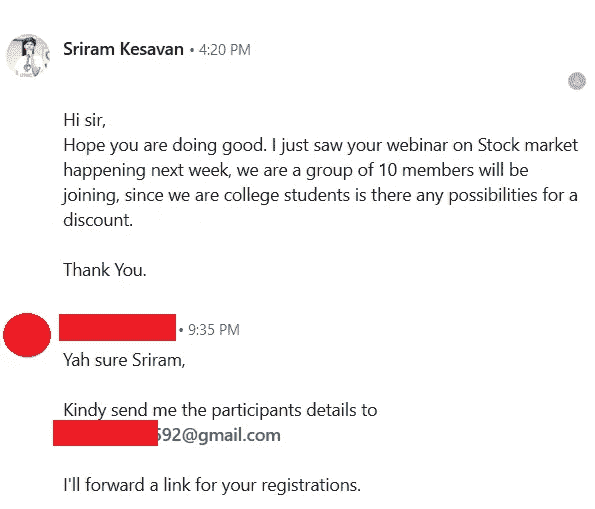 Sriram Kesavan • 4:20 PM
Hi sir,
Hope you are doing good. I just saw your webinar on Stock market
happening next week, we are a group of 10 members will be
joining, since we are college students is there any possibilities for a
discount.
Thank You.
• 9:35 PM
Yah sure Sriram,
Kindy send me the participants details to
592@gmail.com
I'll forward a link for your registrations.